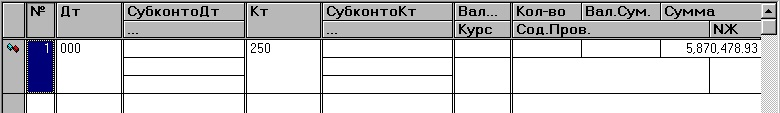 № Дт СубконтоДт Кт СубконтоКт Вал... Кол-во Вал.Сум. Сумма
... ... Курс Сод.Пров. NЖ
1 000 250 5,870,478.93